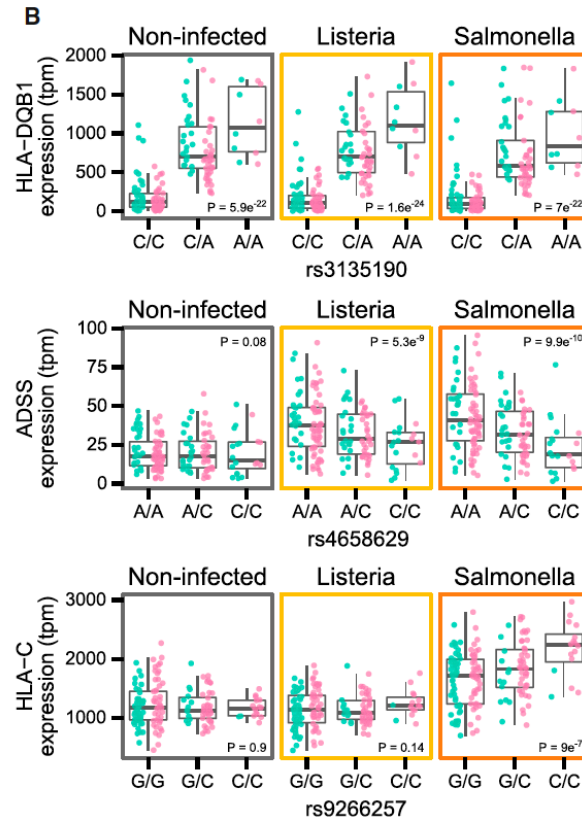 B
Non-infected Listeria Salmonella
HLA-DQB1
expression (tpm)
2000
1500
1000
500
0
P = 5.9e-22 P = 1.6e-24 P = 7e-22
C/C C/A A/A C/C C/A A/A C/C C/A A/A
rs3135190
Non-infected Listeria Salmonella
ADSS
expression (tpm)
100
75
50
25
0
P = 0.08 P = 5.3e-9 P = 9.9e-10
A/A A/C C/C A/A A/C C/C A/A A/C C/C
rs4658629
Non-infected Listeria Salmonella
HLA-C
expression (tpm)
3000
2000
1000
P = 0.9 P = 0.14 P = 9e-7
G/G G/C C/C G/G G/C C/C G/G G/C C/C
rs9266257